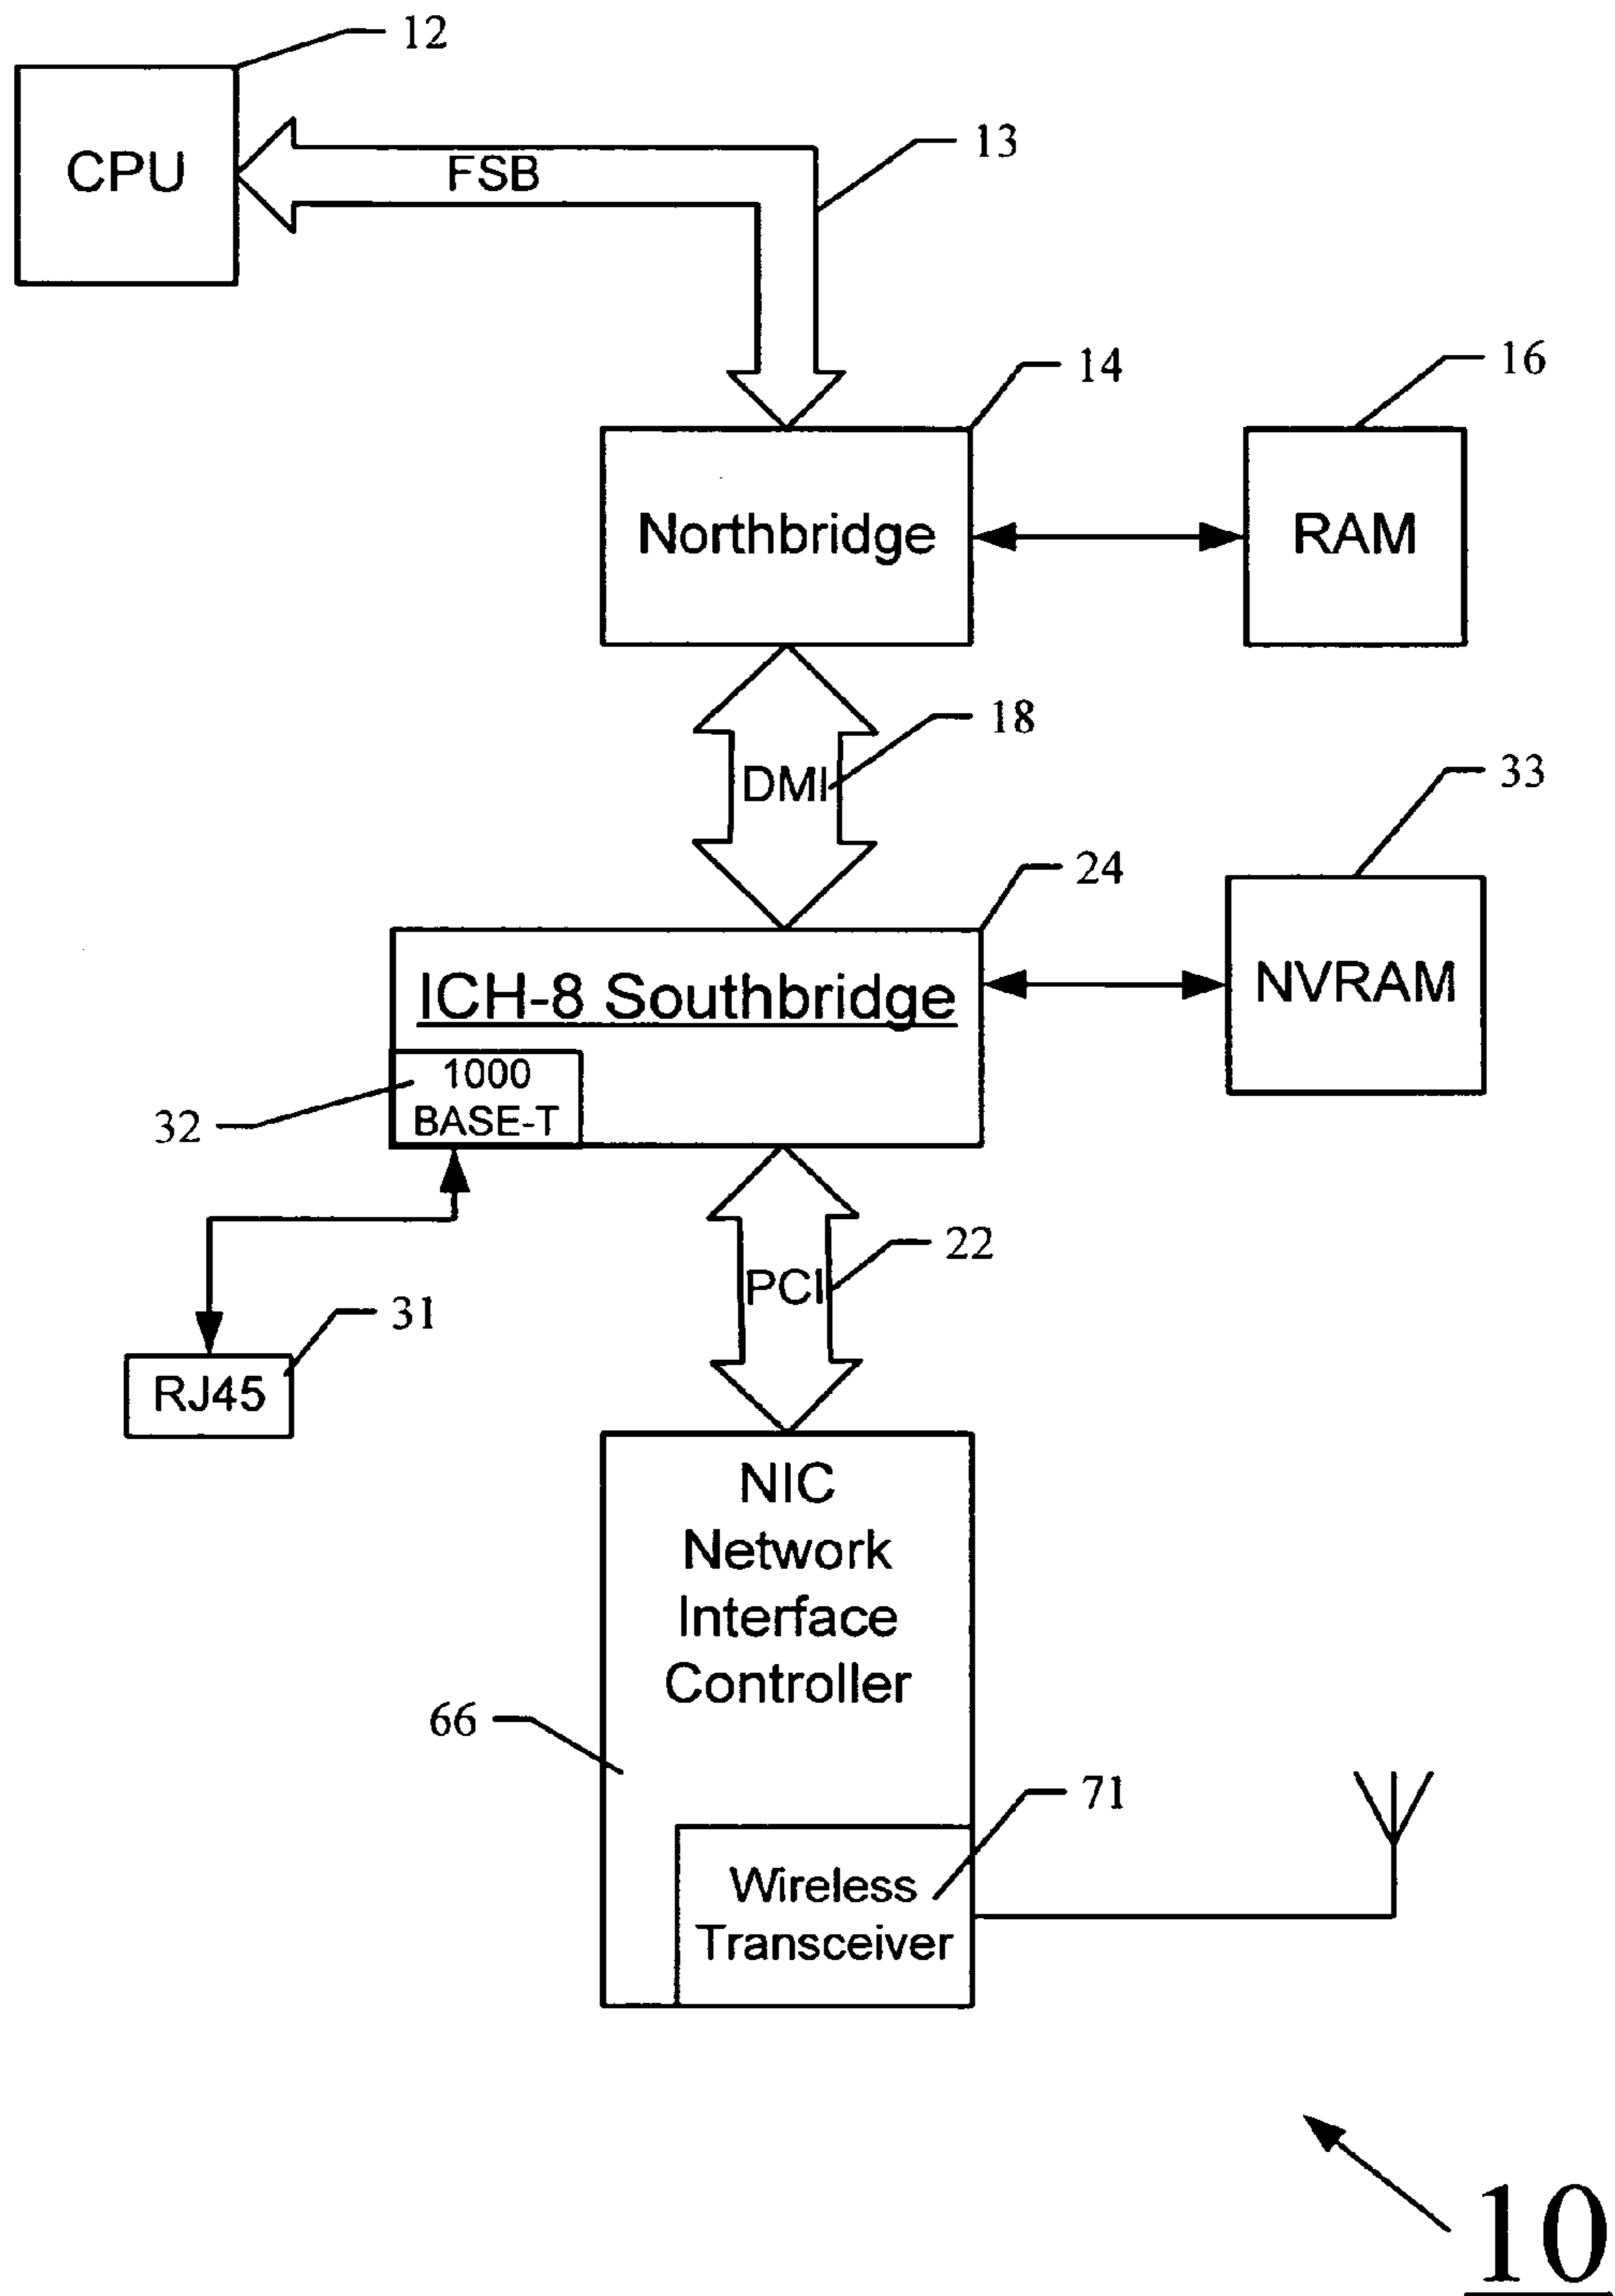 12
CPU
FSB
13
14
16
Northbridge
RAM
18
DMI
33
24
ICH-8 Southbridge
NVRAM
1000
BASE-T
32
22
PCI
31
RJ45
NIC
Network
Interface
Controller
66
71
Wireless
Transceiver
10